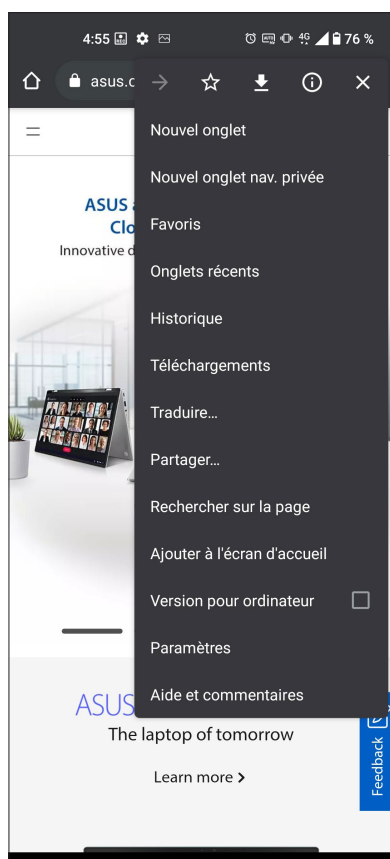 4:55
4G
76 %
asus.c
Nouvel onglet
Nouvel onglet nav. privée
Favoris
Onglets récents
Historique
Téléchargements
Traduire…
Partager…
Rechercher sur la page
Ajouter à l'écran d'accueil
Version pour ordinateur
Paramètres
Aide et commentaires
ASUS
Clo
Innovative d
ASUS
The laptop of tomorrow
Learn more >
Feedback